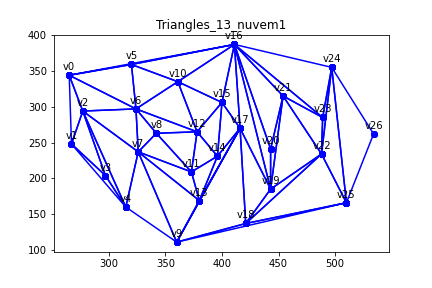 Triangles_13_nuvem1
400
350
300
250
200
150
100
300
350
400
450
500
v0
v1
v2
v3
v4
v5
v6
v7
v8
v9
v10
v11
v12
v13
v14
v15
v16
v17
v18
v19
v20
v21
v22
v23
v24
v25
v26